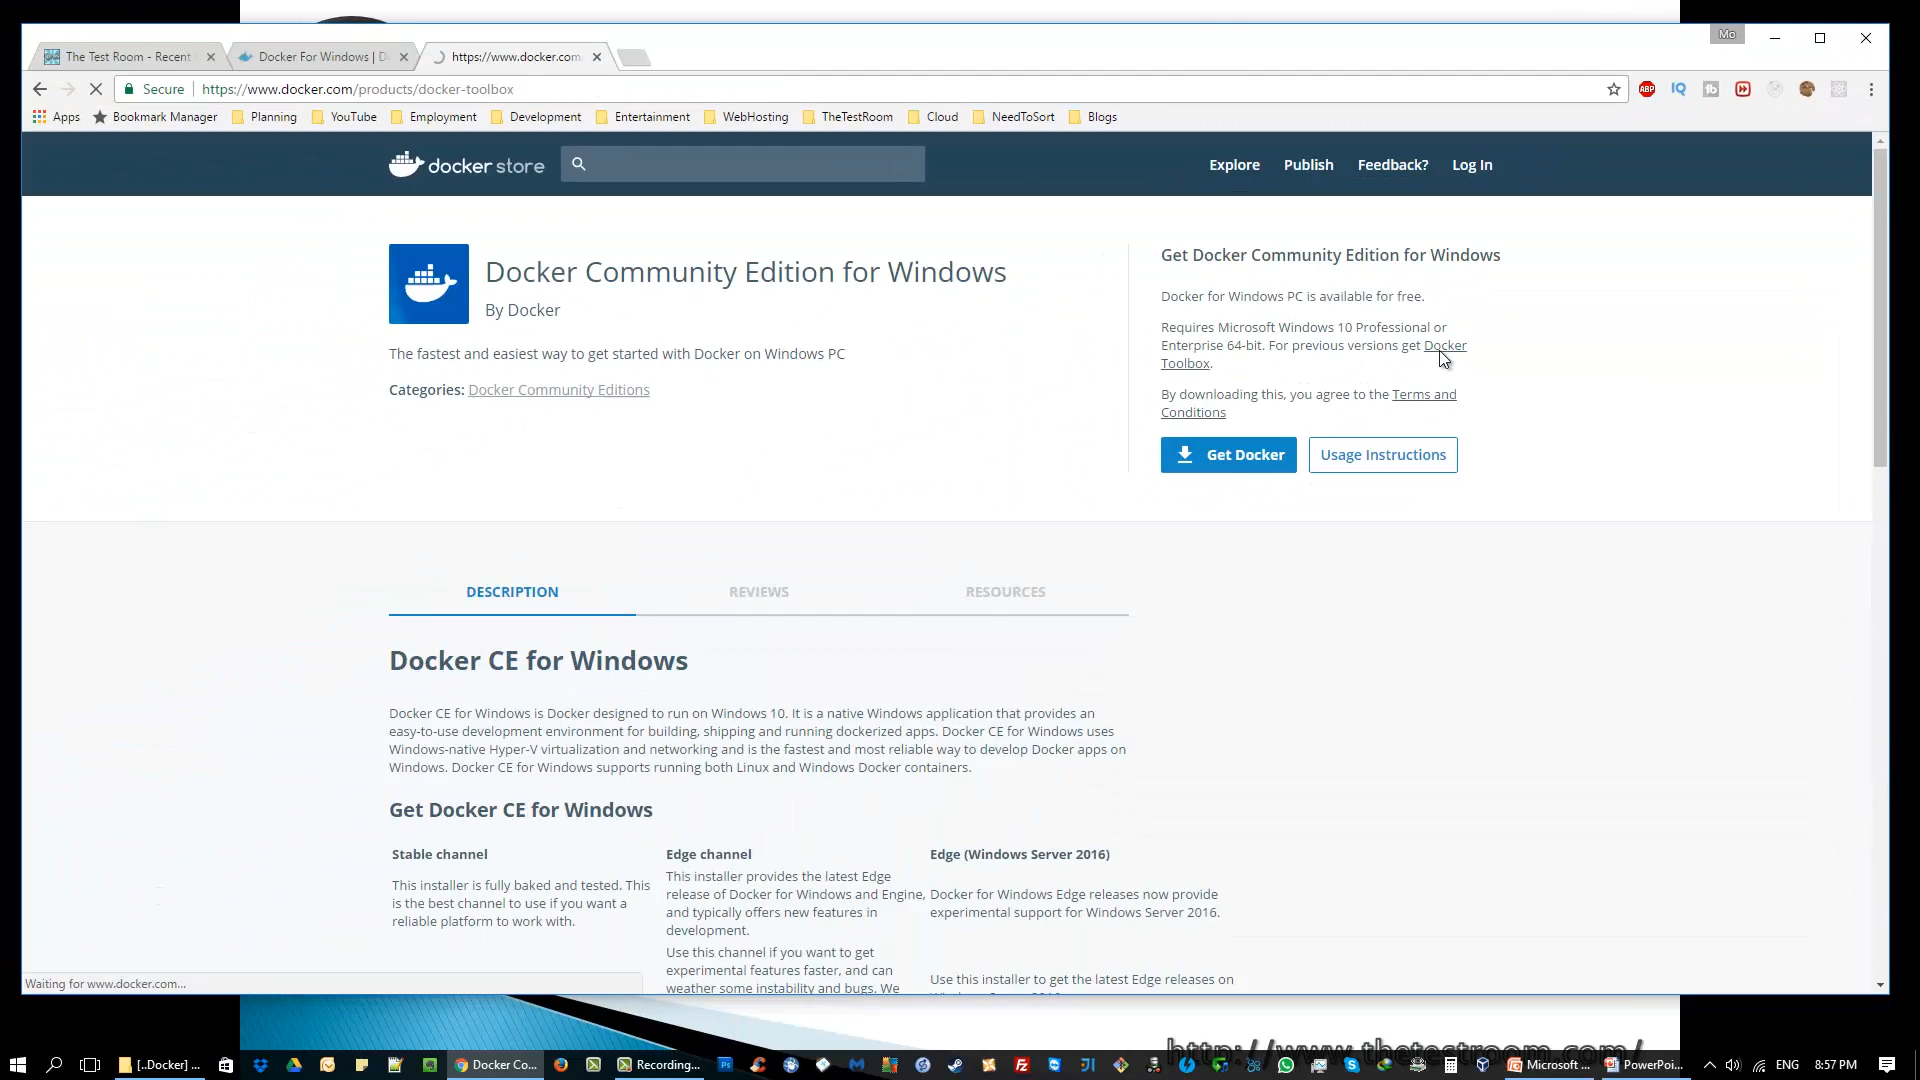 Mo
The Test Room - Recent
Docker For Windows | D
https://www.docker.com
Secure
https://www.docker.com/products/docker-toolbox
ABP
IQ
tb
Apps
Bookmark Manager
Planning
YouTube
Employment
Development
Entertainment
WebHosting
TheTestRoom
Cloud
NeedToSort
Blogs
docker store
Explore
Publish
Feedback?
Log In
Docker Community Edition for Windows
By Docker
The fastest and easiest way to get started with Docker on Windows PC
Categories: Docker Community Editions
Get Docker Community Edition for Windows
Docker for Windows PC is available for free.
Requires Microsoft Windows 10 Professional or
Enterprise 64-bit. For previous versions get Docker
Toolbox.
By downloading this, you agree to the Terms and
Conditions
Get Docker
Usage Instructions
DESCRIPTION
REVIEWS
RESOURCES
Docker CE for Windows
Docker CE for Windows is Docker designed to run on Windows 10. It is a native Windows application that provides an
easy-to-use development environment for building, shipping and running dockerized apps. Docker CE for Windows uses
Windows-native Hyper-V virtualization and networking and is the fastest and most reliable way to develop Docker apps on
Windows. Docker CE for Windows supports running both Linux and Windows Docker containers.
Get Docker CE for Windows
Stable channel
This installer is fully baked and tested. This
is the best channel to use if you want a
reliable platform to work with.
Edge channel
This installer provides the latest Edge
release of Docker for Windows and Engine,
and typically offers new features in
development.
Use this channel if you want to get
experimental features faster, and can
weather some instability and bugs. We
Edge (Windows Server 2016)
Docker for Windows Edge releases now provide
experimental support for Windows Server 2016.
Use this installer to get the latest Edge releases on
Waiting for www.docker.com...
http://www.thetestroom.com/
[..Docker] ...
Docker Co...
Recording...
Microsoft ...
PowerPoi...
ENG
8:57 PM